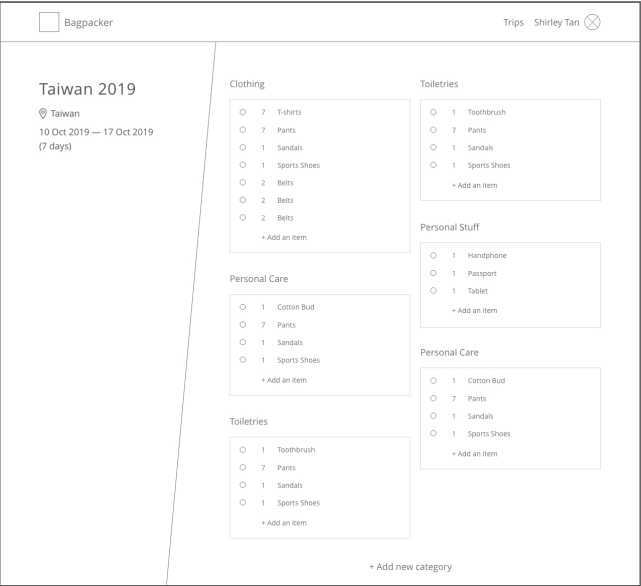 Bagpacker
Trips Shirley Tan
Taiwan 2019
Taiwan
10 Oct 2019 — 17 Oct 2019
(7 days)
Clothing
7 T-shirts
7 Pants
1 Sandals
1 Sports Shoes
2 Belts
2 Belts
2 Belts
+ Add an item
Personal Care
1 Cotton Bud
7 Pants
1 Sandals
1 Sports Shoes
+ Add an item
Toiletries
1 Toothbrush
7 Pants
1 Sandals
1 Sports Shoes
+ Add an item
Toiletries
1 Toothbrush
7 Pants
1 Sandals
1 Sports Shoes
+ Add an item
Personal Stuff
1 Handphone
1 Passport
1 Tablet
+ Add an item
Personal Care
1 Cotton Bud
7 Pants
1 Sandals
1 Sports Shoes
+ Add an item
+ Add new category